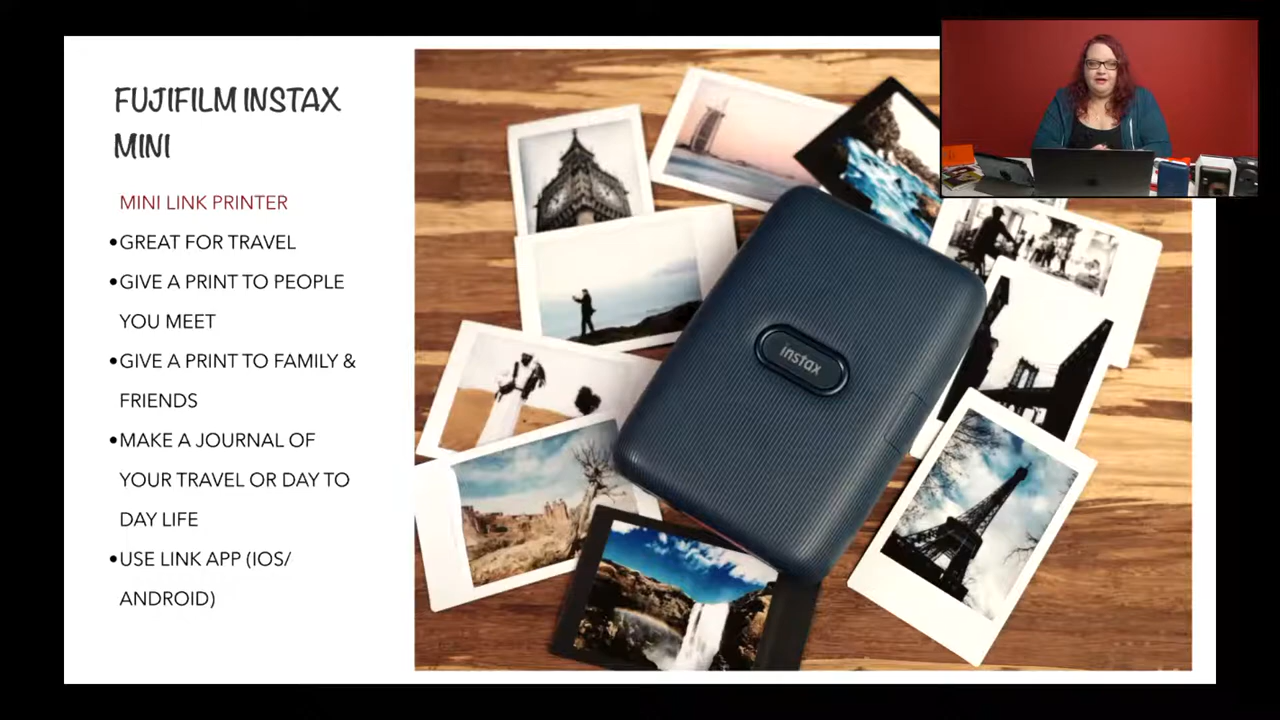 FUJIFILM INSTAX
MINI
MINI LINK PRINTER
•GREAT FOR TRAVEL
•GIVE A PRINT TO PEOPLE
YOU MEET
•GIVE A PRINT TO FAMILY &
FRIENDS
•MAKE A JOURNAL OF
YOUR TRAVEL OR DAY TO
DAY LIFE
•USE LINK APP (IOS/
ANDROID)
instax